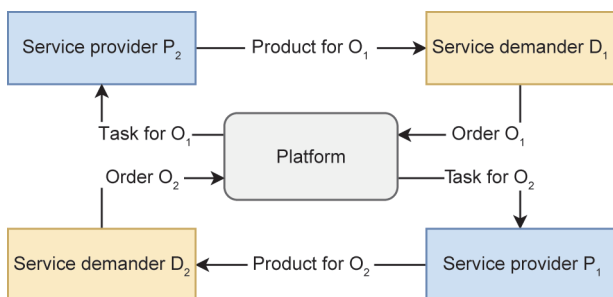 Service provider P₂
Product for O₁
Service demander D₁
Task for O₁
Order O₁
Platform
Order O₂
Task for O₂
Service demander D₂
Product for O₂
Service provider P₁